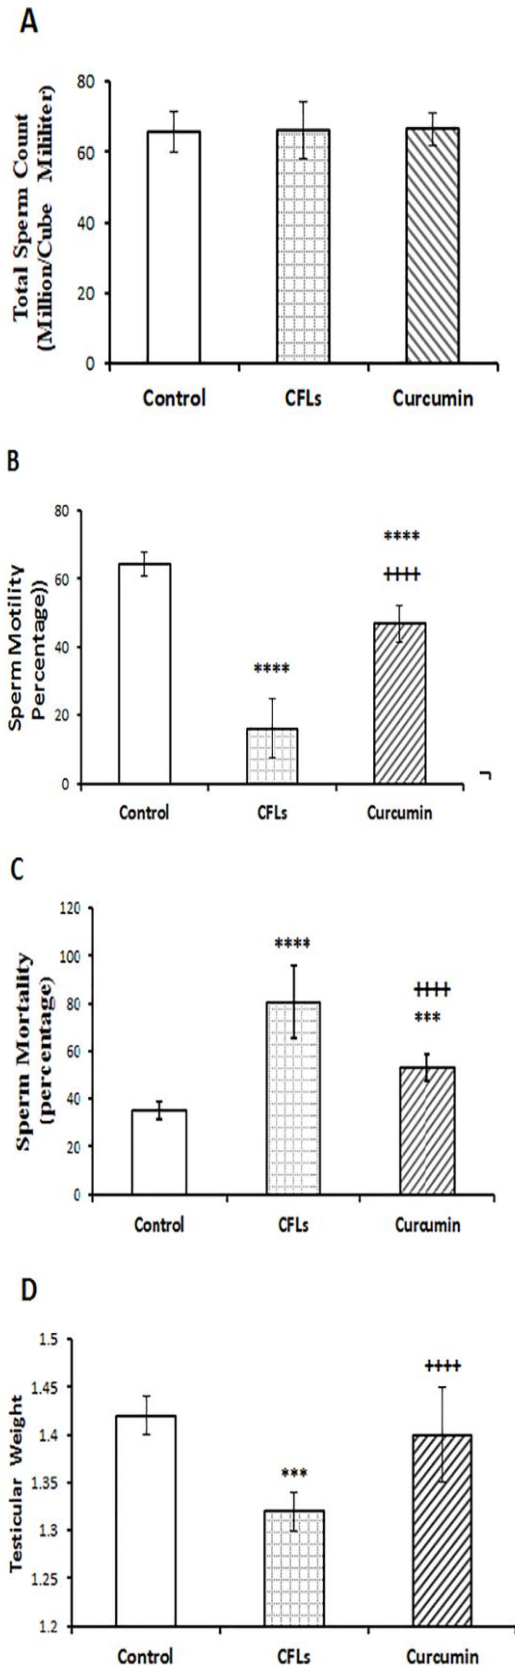 A
Total Sperm Count
(Million/Cube Mililiter)
80
60
40
20
0
Control CFLs Curcumin
B
Sperm Motility
Percentage))
80
60
40
20
0
****
****
++++
Control CFLs Curcumin
C
Sperm Mortality
(percentage)
120
100
80
60
40
20
0
****
++++
***
Control CFLs Curcumin
D
Testicular Weight
1.5
1.45
1.4
1.35
1.3
1.25
1.2
***
++++
Control CFLs Curcumin